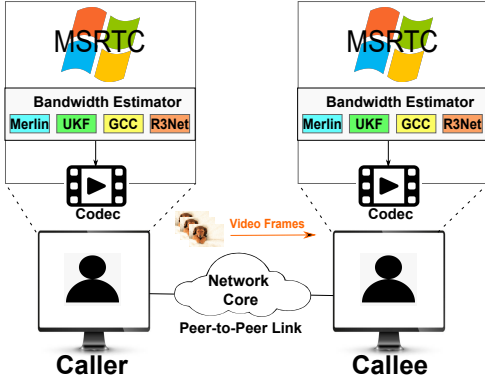 MSRTC
Bandwidth Estimator
Merlin UKF GCC R3Net
Codec
MSRTC
Bandwidth Estimator
Merlin UKF GCC R3Net
Codec
Video Frames
Network
Core
Peer-to-Peer Link
Caller
Callee